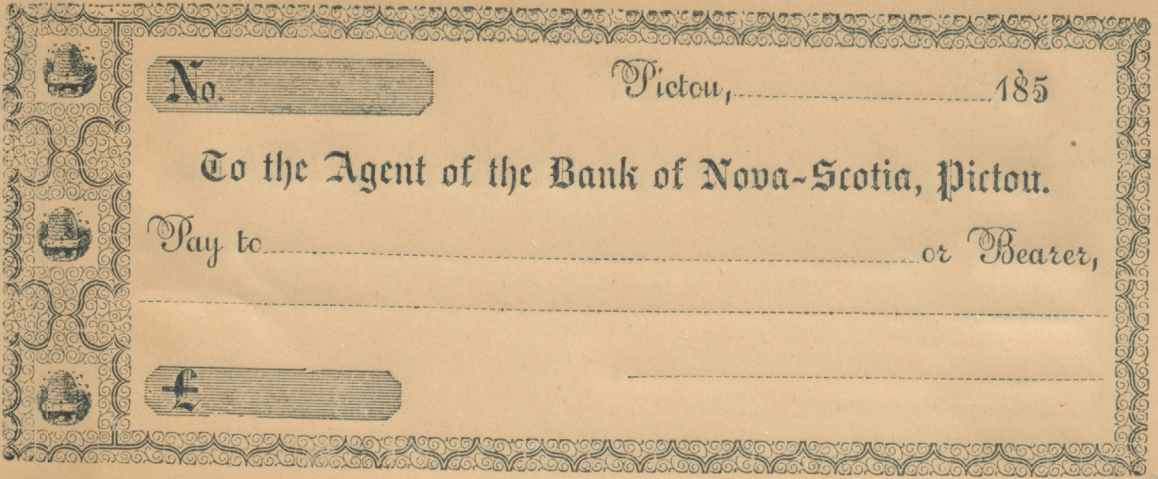 No.
Pictou, 185
To the Agent of the Bank of Nova-Scotia, Pictou.
Pay to or Bearer,
£